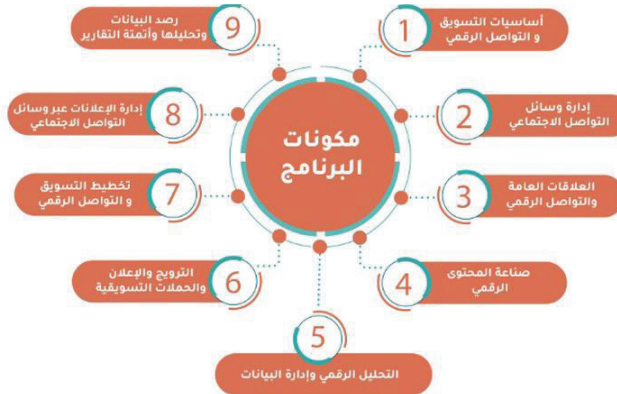 مكونات
البرنامج
1
أساسيات التسويق
و التواصل الرقمي
2
إدارة وسائل
التواصل الاجتماعي
3
العلاقات العامة
والتواصل الرقمي
4
صناعة المحتوى
الرقمي
5
التحليل الرقمي وإدارة البيانات
6
الترويج والإعلان
والحملات التسويقية
7
تخطيط التسويق
و التواصل الرقمي
8
إدارة الإعلانات عبر وسائل
التواصل الاجتماعي
9
رصد البيانات
وتحليلها وأتمتة التقارير